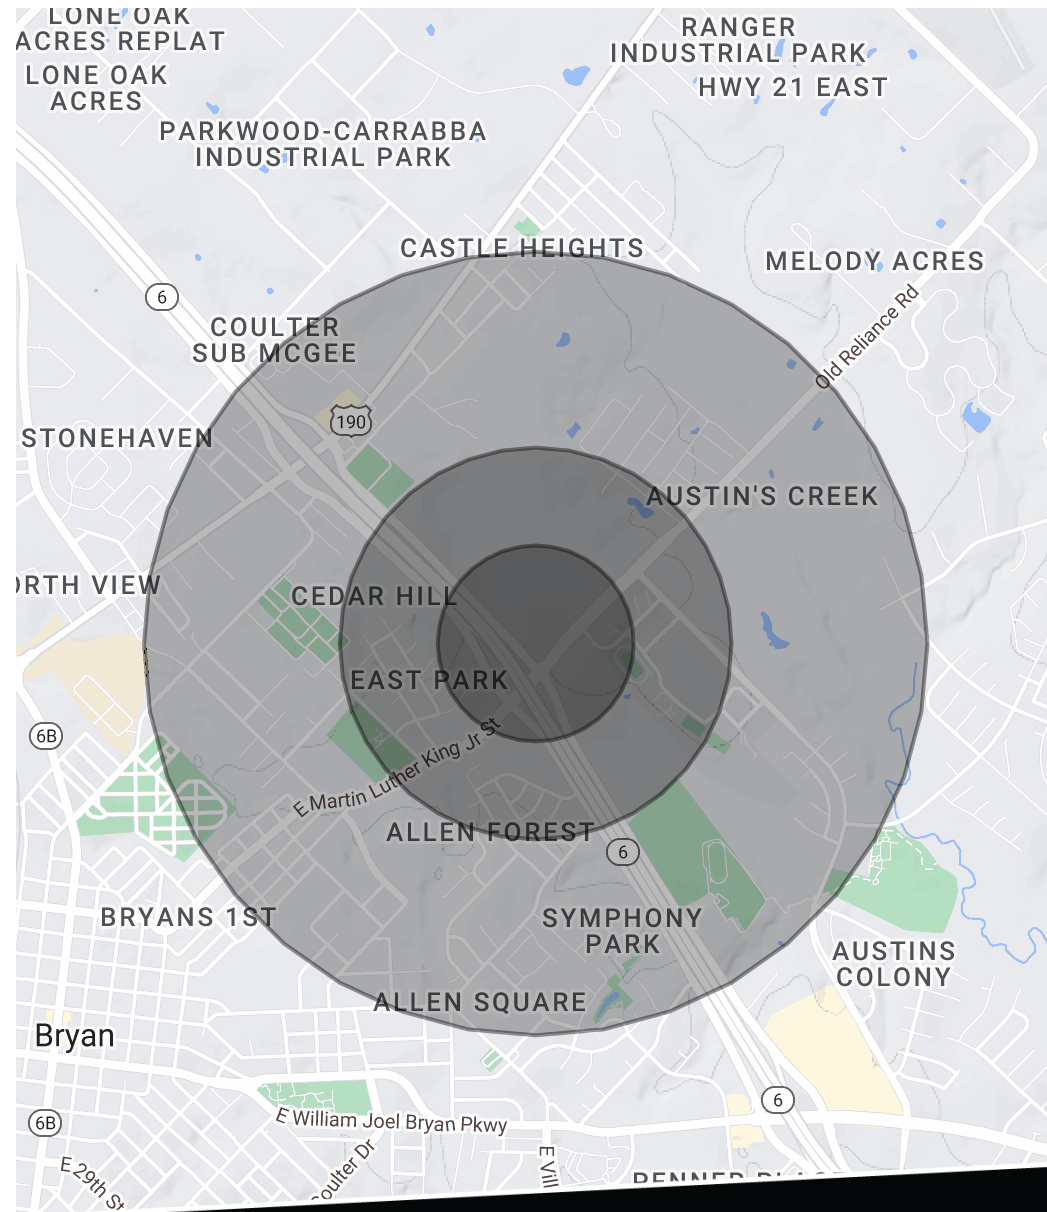 LONE OAK
ACRES REPLAT
RANGER
INDUSTRIAL PARK
LONE OAK
ACRES
HWY 21 EAST
PARKWOOD-CARRABBA
INDUSTRIAL PARK
CASTLE HEIGHTS
MELODY ACRES
6
COULTER
SUB MCGEE
Old Reliance Rd
190
STONEHAVEN
AUSTIN'S CREEK
ORTH VIEW
CEDAR HILL
EAST PARK
6B
E Martin Luther King Jr St
ALLEN FOREST
6
BRYANS 1ST
SYMPHONY
PARK
AUSTINS
COLONY
ALLEN SQUARE
Bryan
6
6B
E William Joel Bryan Pkwy
E 29th St
Coulter Dr
E Vill